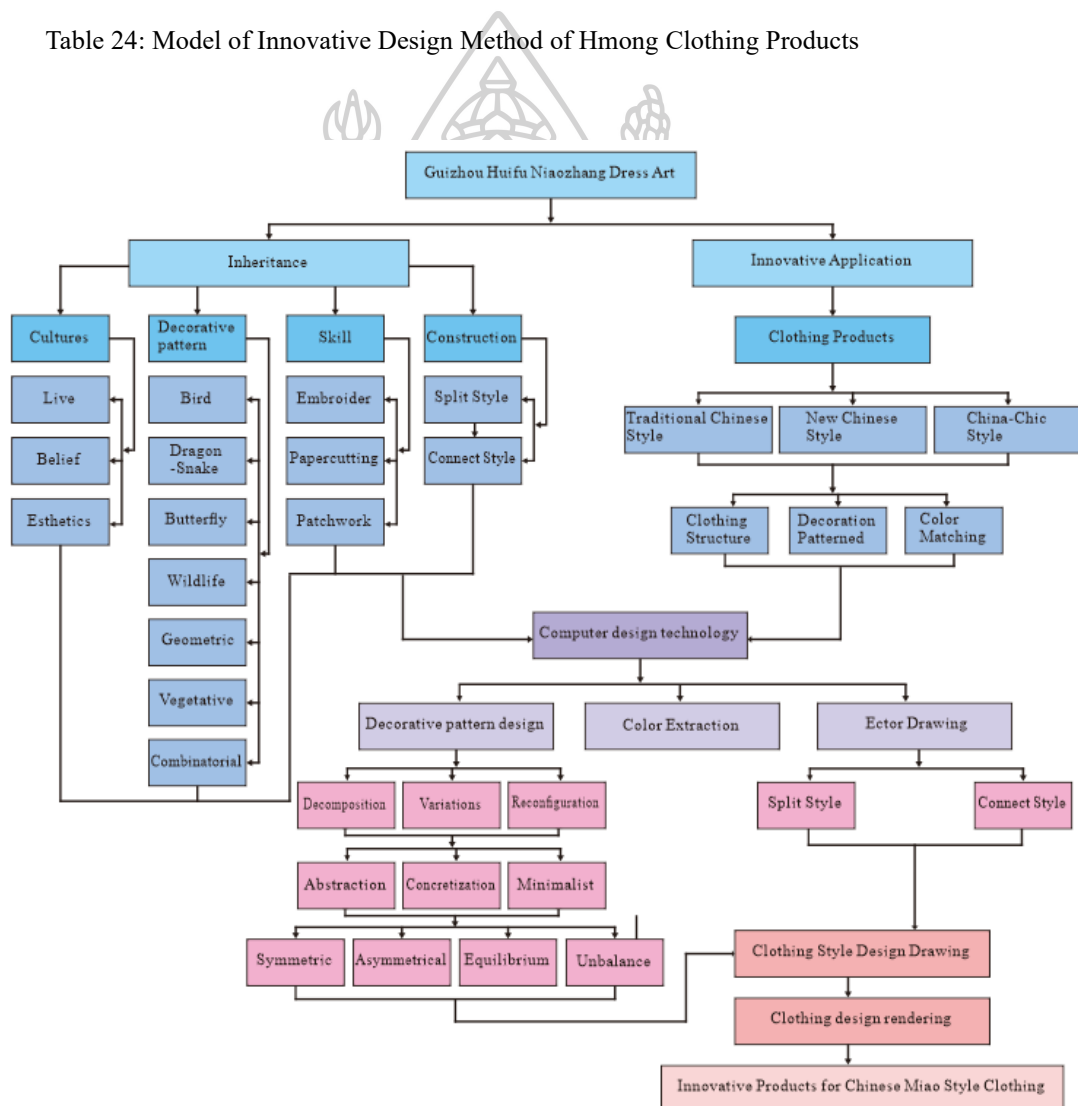 Table 24: Model of Innovative Design Method of Hmong Clothing Products
Guizhou Huifu Niaozhang Dress Art
Inheritance
Innovative Application
Cultures
Decorative
pattern
Skill
Construction
Clothing Products
Live
Bird
Embroider
Split Style
Traditional Chinese
Style
New Chinese
Style
China-Chic
Style
Belief
Dragon
-Snake
Papercutting
Connect Style
Esthetics
Butterfly
Patchwork
Clothing
Structure
Decoration
Patterned
Color
Matching
Wildlife
Geometric
Vegetative
Combinatorial
Computer design technology
Decorative pattern design
Color Extraction
Ector Drawing
Decomposition
Variations
Reconfiguration
Split Style
Connect Style
Abstraction
Concretization
Minimalist
Symmetric
Asymmetrical
Equilibrium
Unbalance
Clothing Style Design Drawing
Clothing design rendering
Innovative Products for Chinese Miao Style Clothing